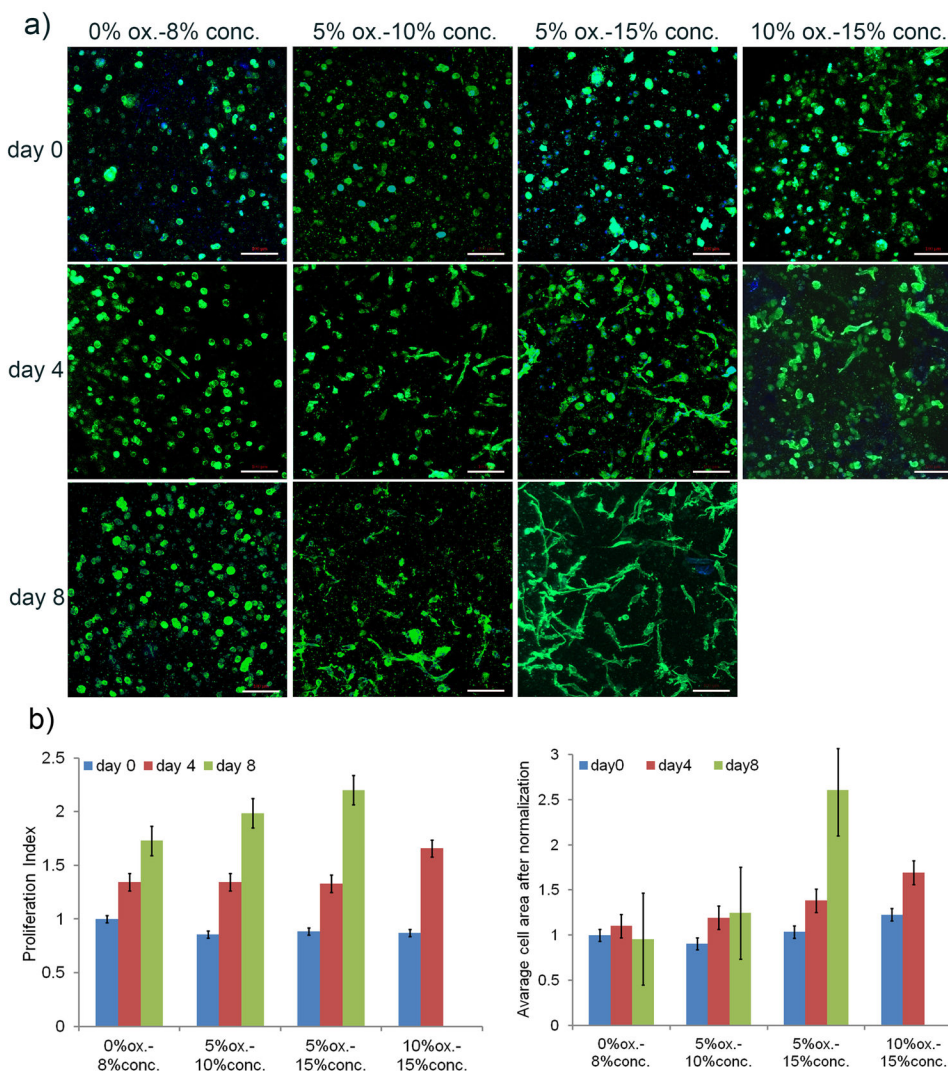 a)
0% ox.-8% conc. 5% ox.-10% conc. 5% ox.-15% conc. 10% ox.-15% conc.
day 0
day 4
day 8
b)
day 0 day 4 day 8
Proliferation Index
2.5
2
1.5
1
0.5
0
0%ox.- 5%ox.- 5%ox.- 10%ox.-
8%conc. 10%conc. 15%conc. 15%conc.
day0 day4 day8
Avarage cell area after normalization
3
2.5
2
1.5
1
0.5
0
0%ox.- 5%ox.- 5%ox.- 10%ox.-
8%conc. 10%conc. 15%conc. 15%conc.